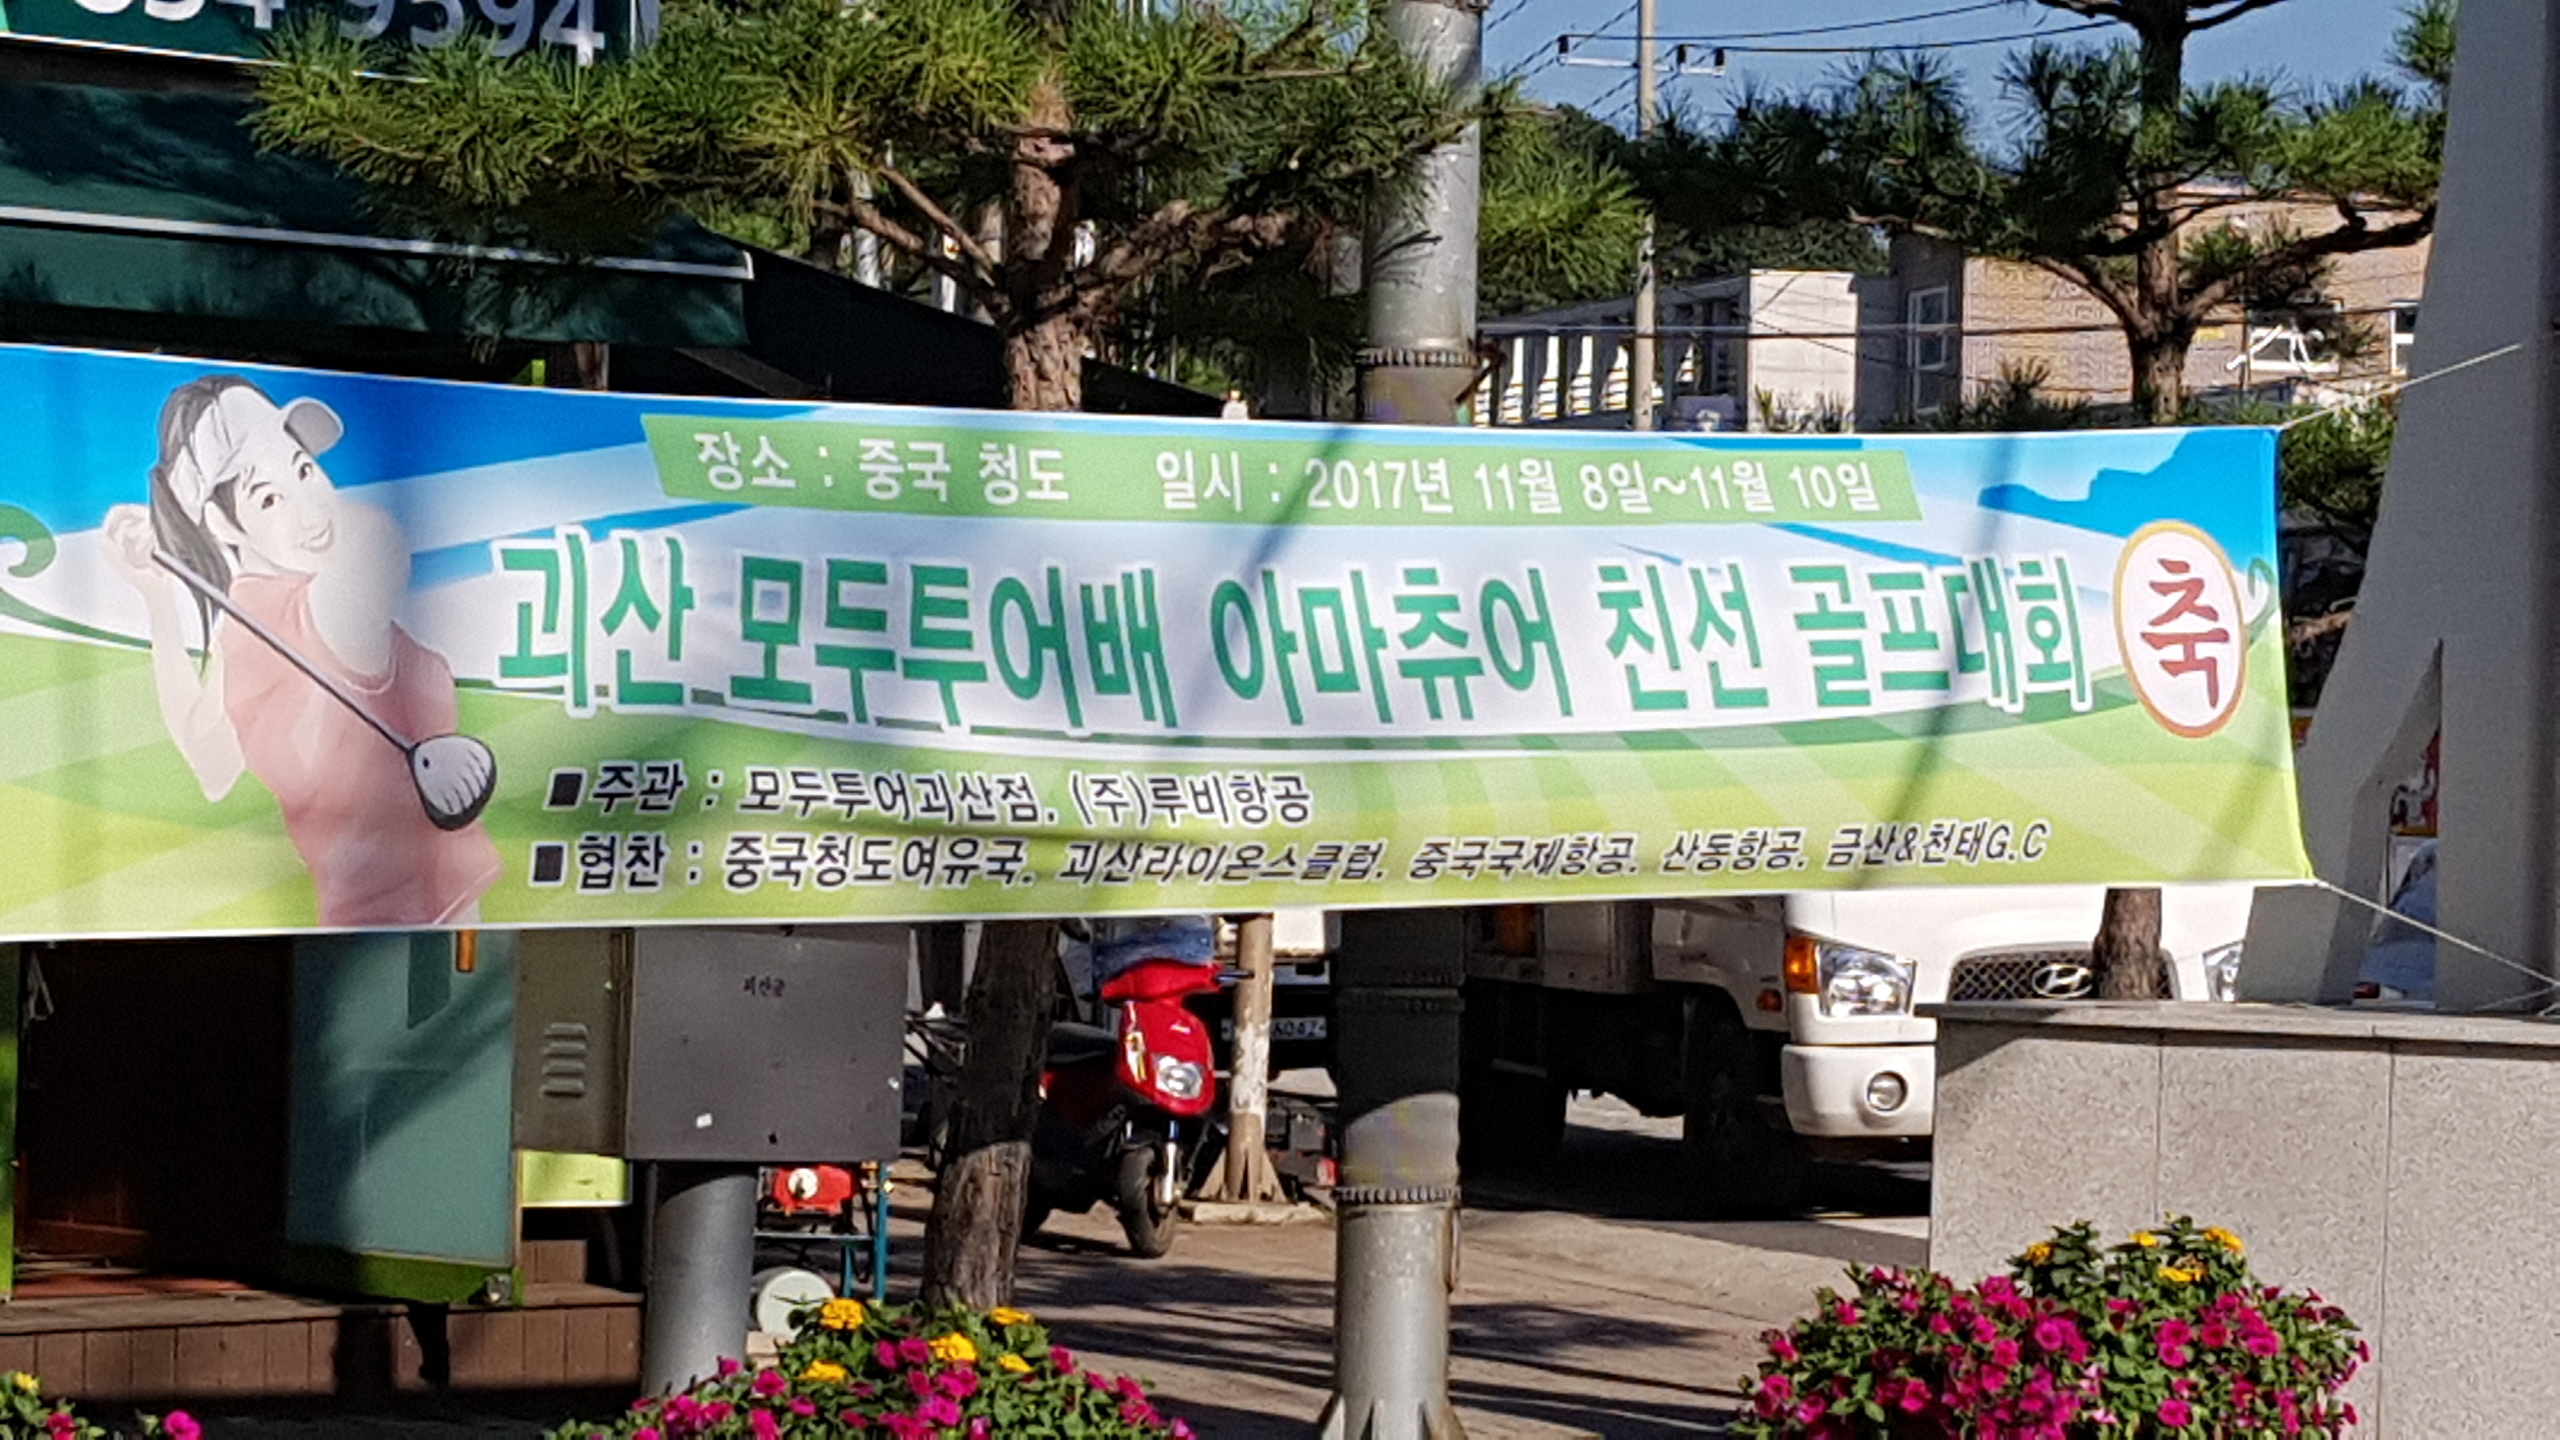 9394
장소 : 중국 청도 일시 : 2017년 11월 8일~11월 10일
괴산 모두투어배 아마츄어 친선 골프대회
축
■주관 : 모두투어괴산점. (주)루비항공
■협찬 : 중국청도여유국. 괴산라이온스클럽. 중국국제항공. 산동항공. 금산&천태G.C
괴산군